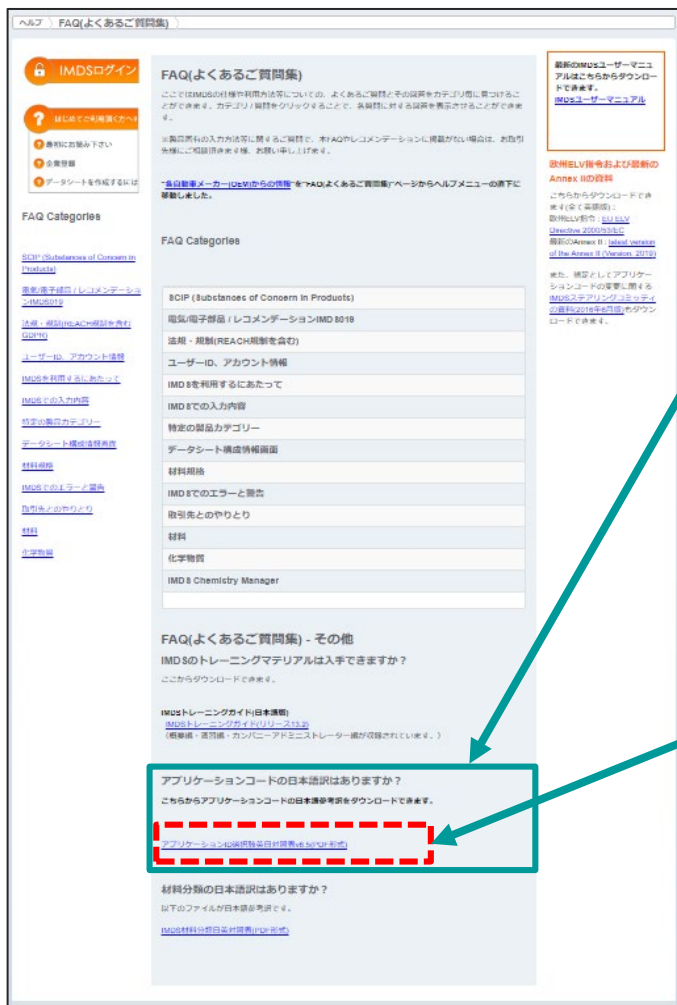 ヘルプ 〉 FAQ(よくあるご質問集)
IMDSログイン
はじめてご利用頂く方へ
最初にお読み下さい
企業登録
データシートを作成するには
FAQ Categories
SCIP (Substances of Concern in
Products)
電気/電子部品 / レコメンデーショ
ンIMDS019
法規・規制(REACH規制を含む
GDPR)
ユーザーID、アカウント情報
IMDSを利用するにあたって
IMDSでの入力内容
特定の製品カテゴリー
データシート構成情報画面
材料規格
IMDSでのエラーと警告
取引先とのやりとり
材料
化学物質
FAQ(よくあるご質問集)
ここではIMDSの仕様や利用方法等についての、よくあるご質問とその回答をカテゴリ毎に見つけるこ
とができます。カテゴリ / 質問をクリックすることで、各質問に対する回答を表示させることができま
す。
※製品固有の入力方法等に関するご質問で、本FAQやレコメンデーションに掲載がない場合は、お取引
先様にご相談頂きます様、お願い申し上げます。
"各自動車メーカー(OEM)からの情報"を"FAQ(よくあるご質問集)"ページからヘルプメニューの直下に
移動しました。
FAQ Categories
SCIP (Substances of Concern in Products)
電気/電子部品 / レコメンデーションIMDS019
法規・規制(REACH規制を含む)
ユーザーID、アカウント情報
IMDSを利用するにあたって
IMDSでの入力内容
特定の製品カテゴリー
データシート構成情報画面
材料規格
IMDSでのエラーと警告
取引先とのやりとり
材料
化学物質
IMDS Chemistry Manager
FAQ(よくあるご質問集) - その他
IMDSのトレーニングマテリアルは入手できますか？
ここからダウンロードできます。
IMDSトレーニングガイド(日本語版)
IMDSトレーニングガイド(リリース13.2)
（概要編・運習編・カンパニーアドミニストレーター編が収録されています。）
アプリケーションコードの日本語訳はありますか？
こちらからアプリケーションコードの日本語参考訳をダウンロードできます。
アプリケーションID選択肢英日対照表v6.5(PDF形式)
材料分類の日本語訳はありますか？
以下のファイルが日本語参考訳です。
IMDS材料分類日英対照表(PDF形式)
最新のIMDSユーザーマニュ
アルはこちらからダウンロー
ドできます。
IMDSユーザーマニュアル
欧州ELV指令および最新の
Annex IIの資料
こちらからダウンロードでき
ます(全て英語版)：
欧州ELV指令：EU ELV
Directive 2000/53/EC
最新のAnnex II : latest version
of the Annex II (Version: 2019)
また、補足としてアプリケー
ションコードの変更に関する
IMDSステアリングコミッティ
の資料(2016年6月版)もダウン
ロードできます。